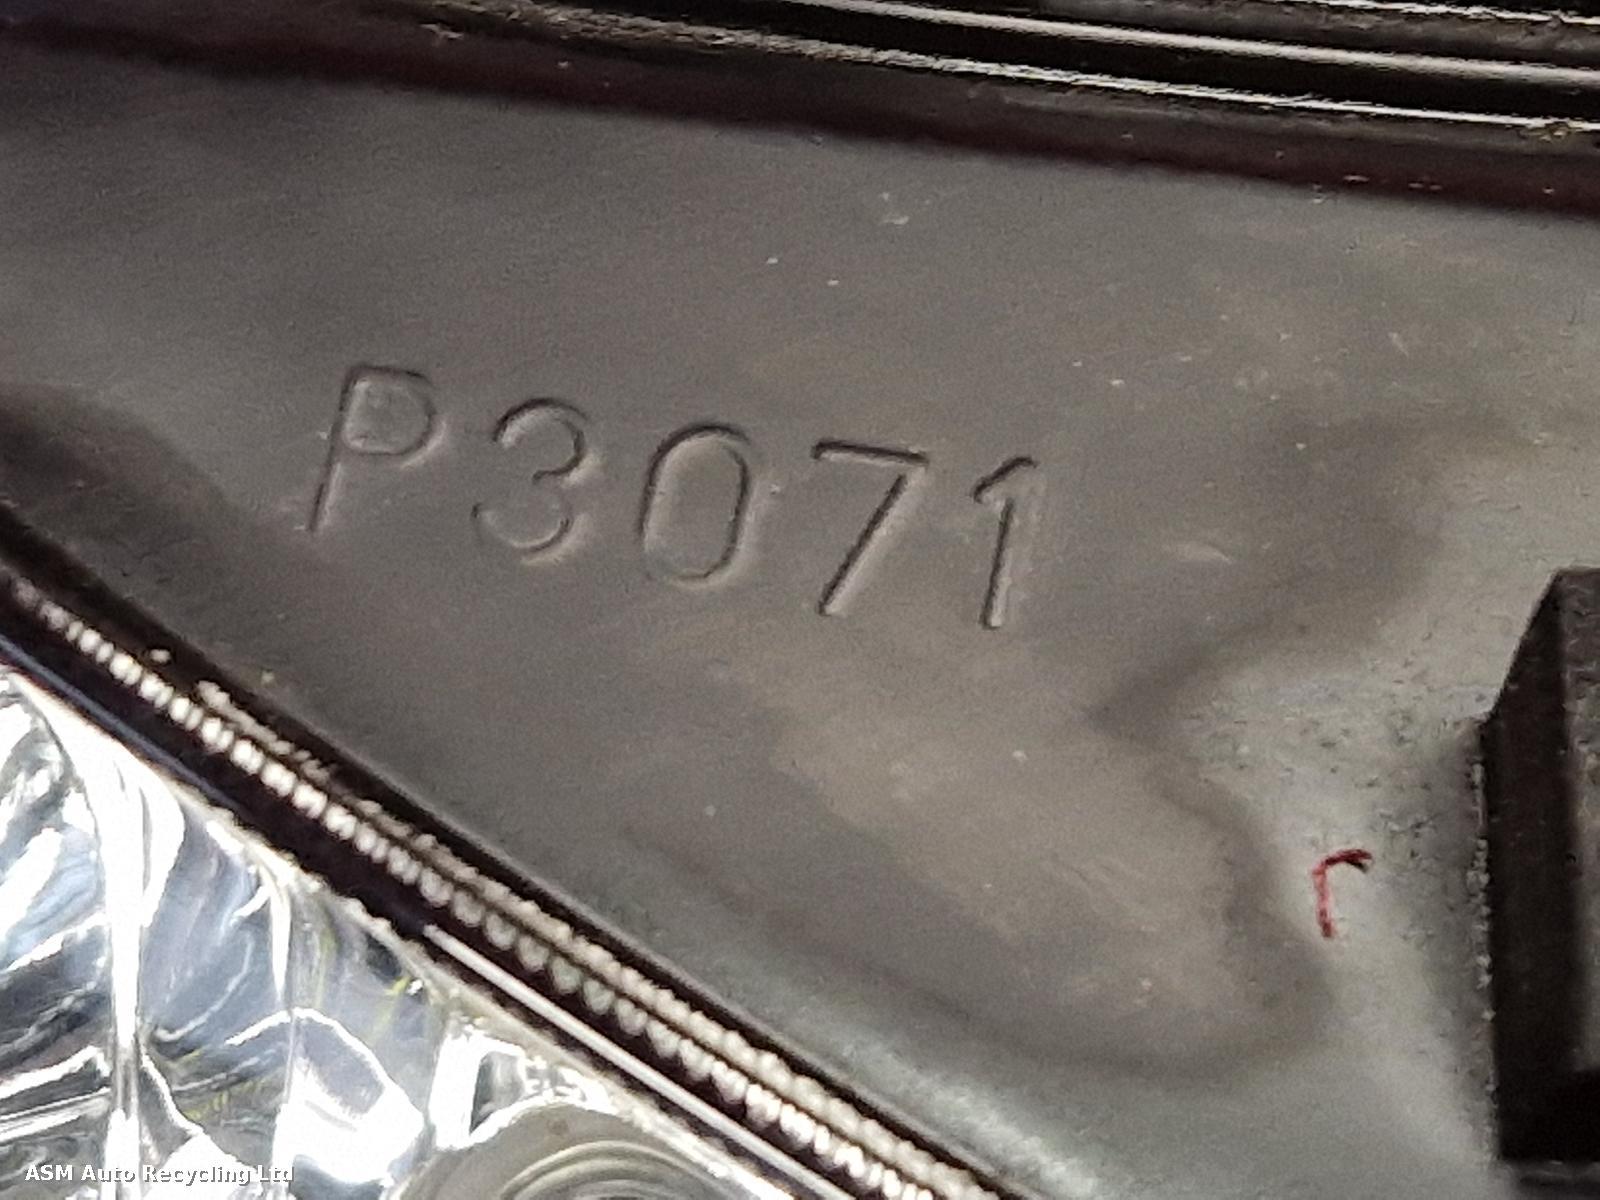 P3071
ASM Auto Recycling Ltd